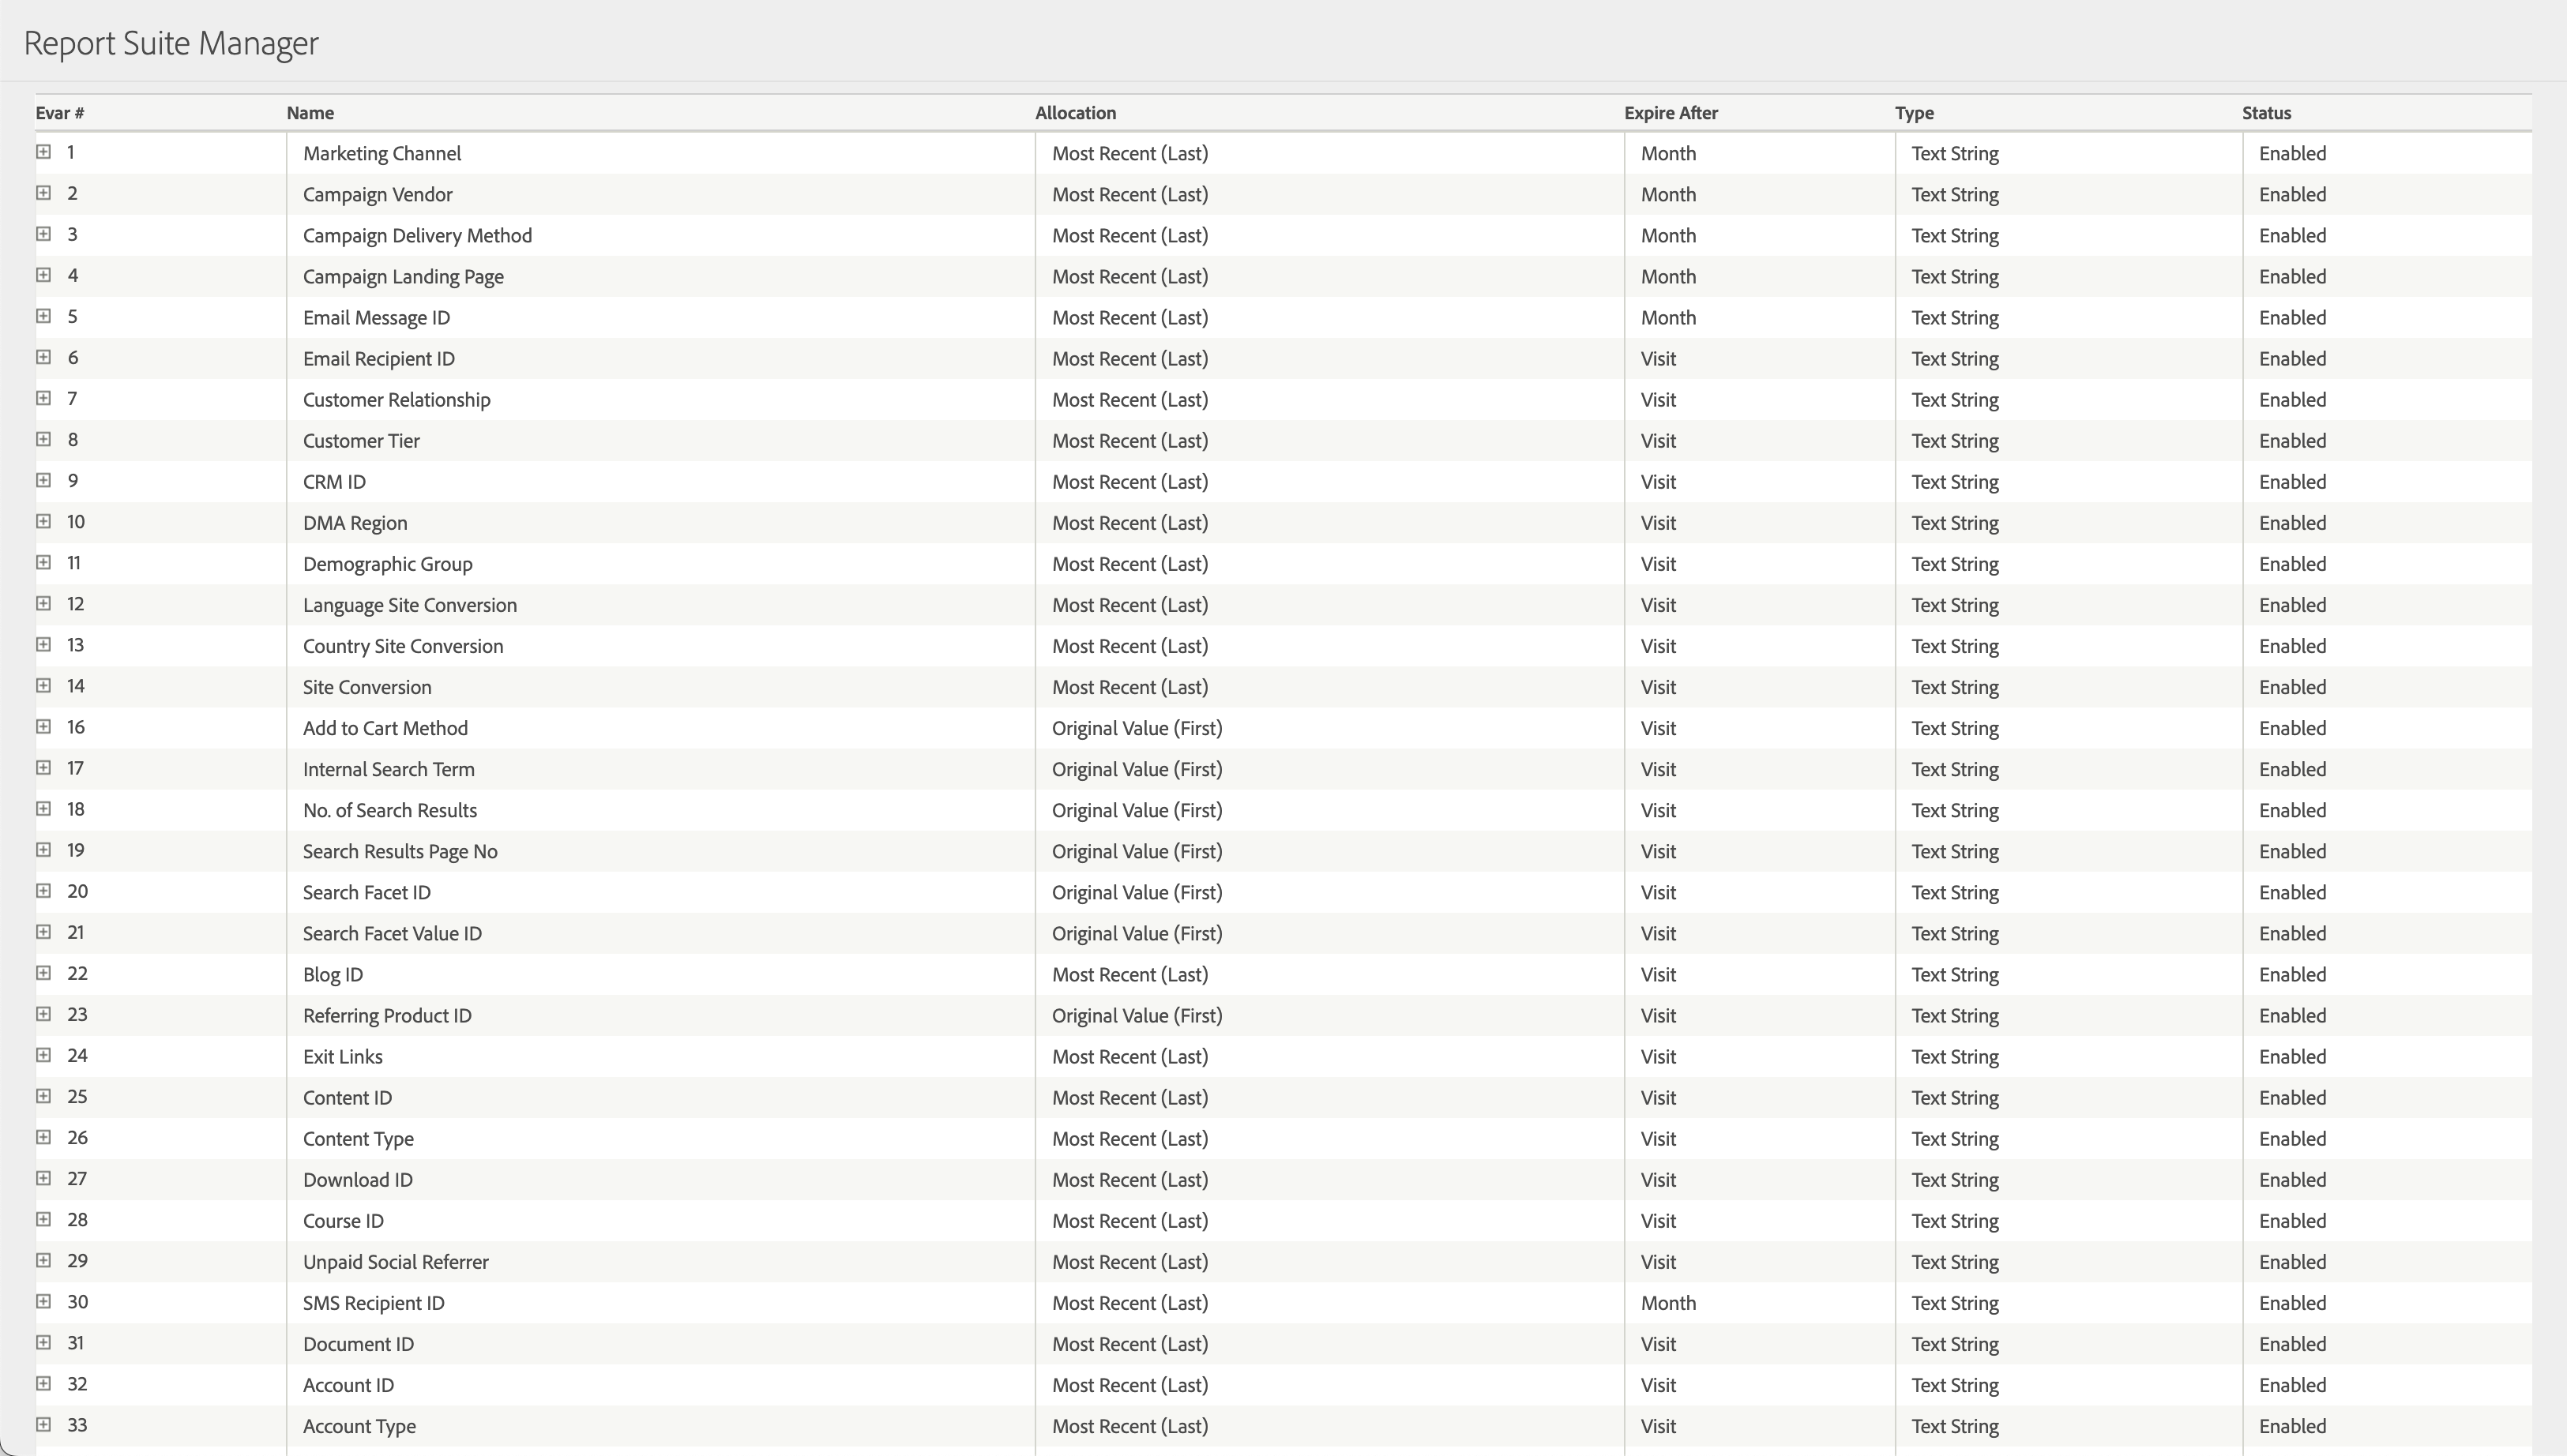 Report Suite Manager
Evar # Name Allocation Expire After Type Status
1 Marketing Channel Most Recent (Last) Month Text String Enabled
2 Campaign Vendor Most Recent (Last) Month Text String Enabled
3 Campaign Delivery Method Most Recent (Last) Month Text String Enabled
4 Campaign Landing Page Most Recent (Last) Month Text String Enabled
5 Email Message ID Most Recent (Last) Month Text String Enabled
6 Email Recipient ID Most Recent (Last) Visit Text String Enabled
7 Customer Relationship Most Recent (Last) Visit Text String Enabled
8 Customer Tier Most Recent (Last) Visit Text String Enabled
9 CRM ID Most Recent (Last) Visit Text String Enabled
10 DMA Region Most Recent (Last) Visit Text String Enabled
11 Demographic Group Most Recent (Last) Visit Text String Enabled
12 Language Site Conversion Most Recent (Last) Visit Text String Enabled
13 Country Site Conversion Most Recent (Last) Visit Text String Enabled
14 Site Conversion Most Recent (Last) Visit Text String Enabled
16 Add to Cart Method Original Value (First) Visit Text String Enabled
17 Internal Search Term Original Value (First) Visit Text String Enabled
18 No. of Search Results Original Value (First) Visit Text String Enabled
19 Search Results Page No Original Value (First) Visit Text String Enabled
20 Search Facet ID Original Value (First) Visit Text String Enabled
21 Search Facet Value ID Original Value (First) Visit Text String Enabled
22 Blog ID Most Recent (Last) Visit Text String Enabled
23 Referring Product ID Original Value (First) Visit Text String Enabled
24 Exit Links Most Recent (Last) Visit Text String Enabled
25 Content ID Most Recent (Last) Visit Text String Enabled
26 Content Type Most Recent (Last) Visit Text String Enabled
27 Download ID Most Recent (Last) Visit Text String Enabled
28 Course ID Most Recent (Last) Visit Text String Enabled
29 Unpaid Social Referrer Most Recent (Last) Visit Text String Enabled
30 SMS Recipient ID Most Recent (Last) Month Text String Enabled
31 Document ID Most Recent (Last) Visit Text String Enabled
32 Account ID Most Recent (Last) Visit Text String Enabled
33 Account Type Most Recent (Last) Visit Text String Enabled